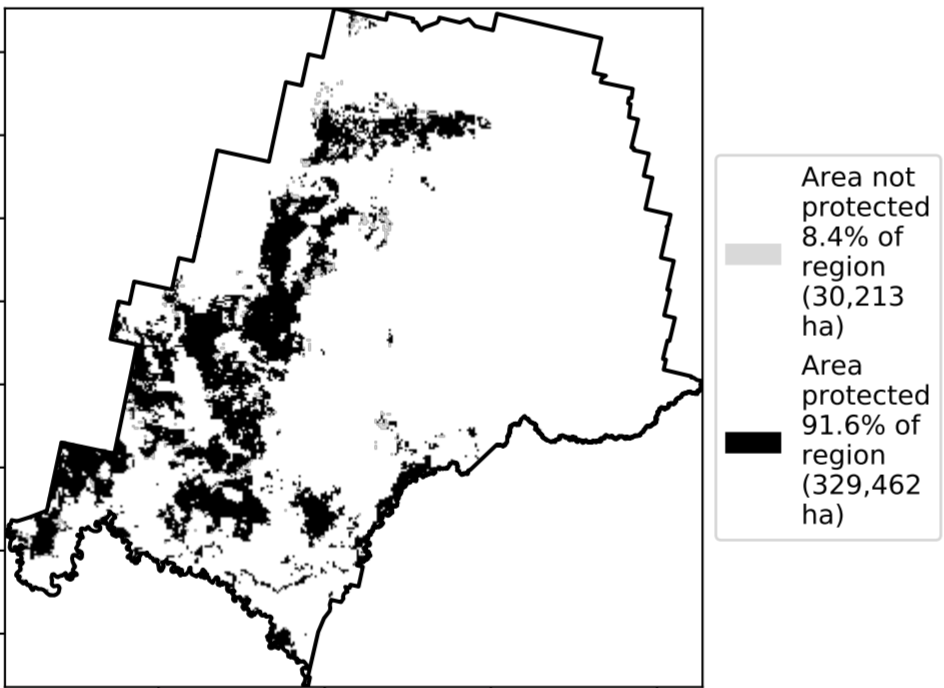 Area not
protected
8.4% of
region
(30,213
ha)
Area
protected
91.6% of
region
(329,462
ha)